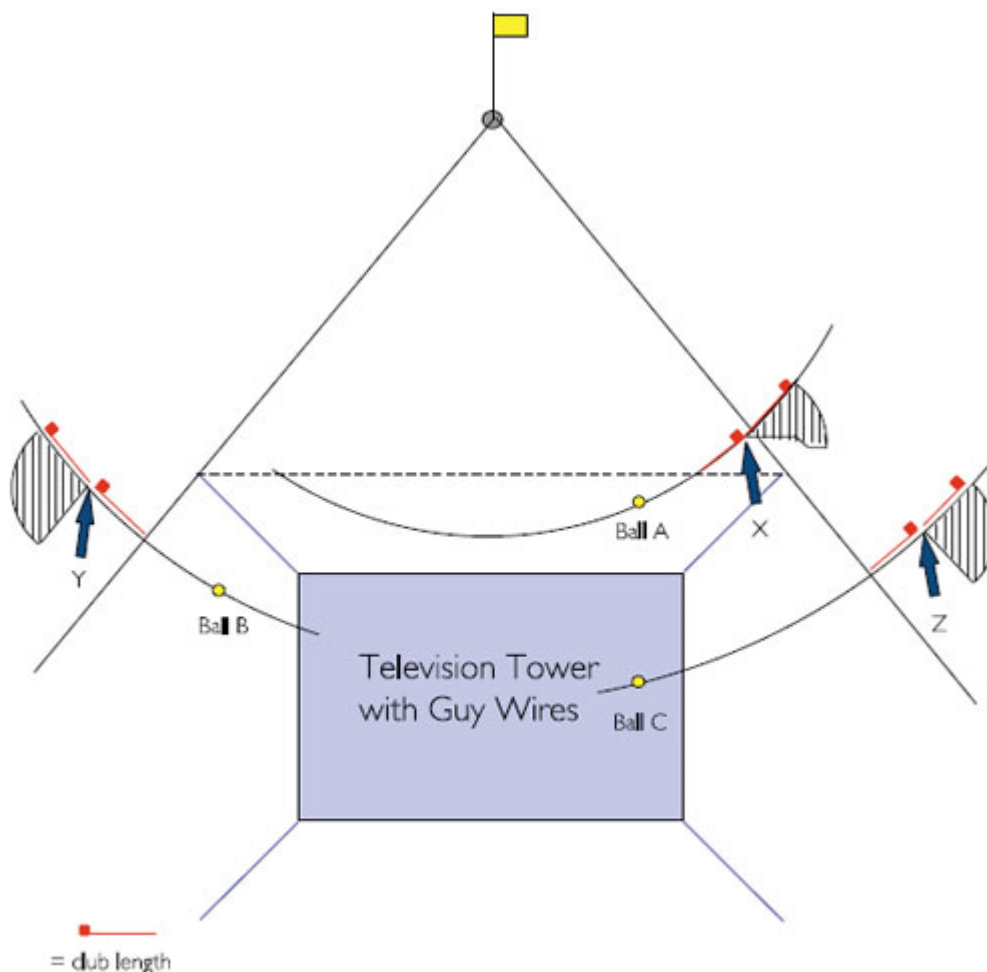 Ball A
X
Y
Ball B
Z
Television Tower
with Guy Wires
Ball C
= club length